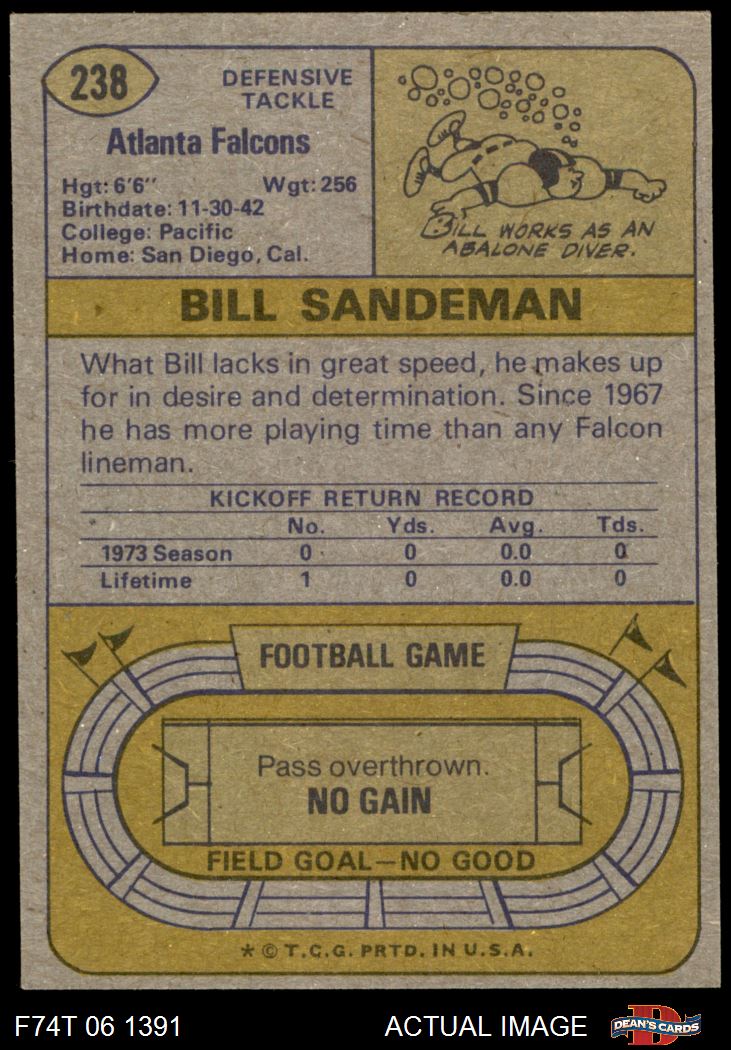 238
DEFENSIVE
TACKLE
Atlanta Falcons
Hgt: 6'6" Wgt: 256
Birthdate: 11-30-42
College: Pacific
Home: San Diego, Cal.
BILL WORKS AS AN
ABALONE DIVER.
BILL SANDEMAN
What Bill lacks in great speed, he makes up
for in desire and determination. Since 1967
he has more playing time than any Falcon
lineman.
KICKOFF RETURN RECORD
No. Yds. Avg. Tds.
1973 Season 0 0 0.0 0
Lifetime 1 0 0.0 0
FOOTBALL GAME
Pass overthrown.
NO GAIN
FIELD GOAL—NO GOOD
* © T.C.G. PRTD. IN U.S.A.
F74T 06 1391 ACTUAL IMAGE
D
DEAN'S CARDS